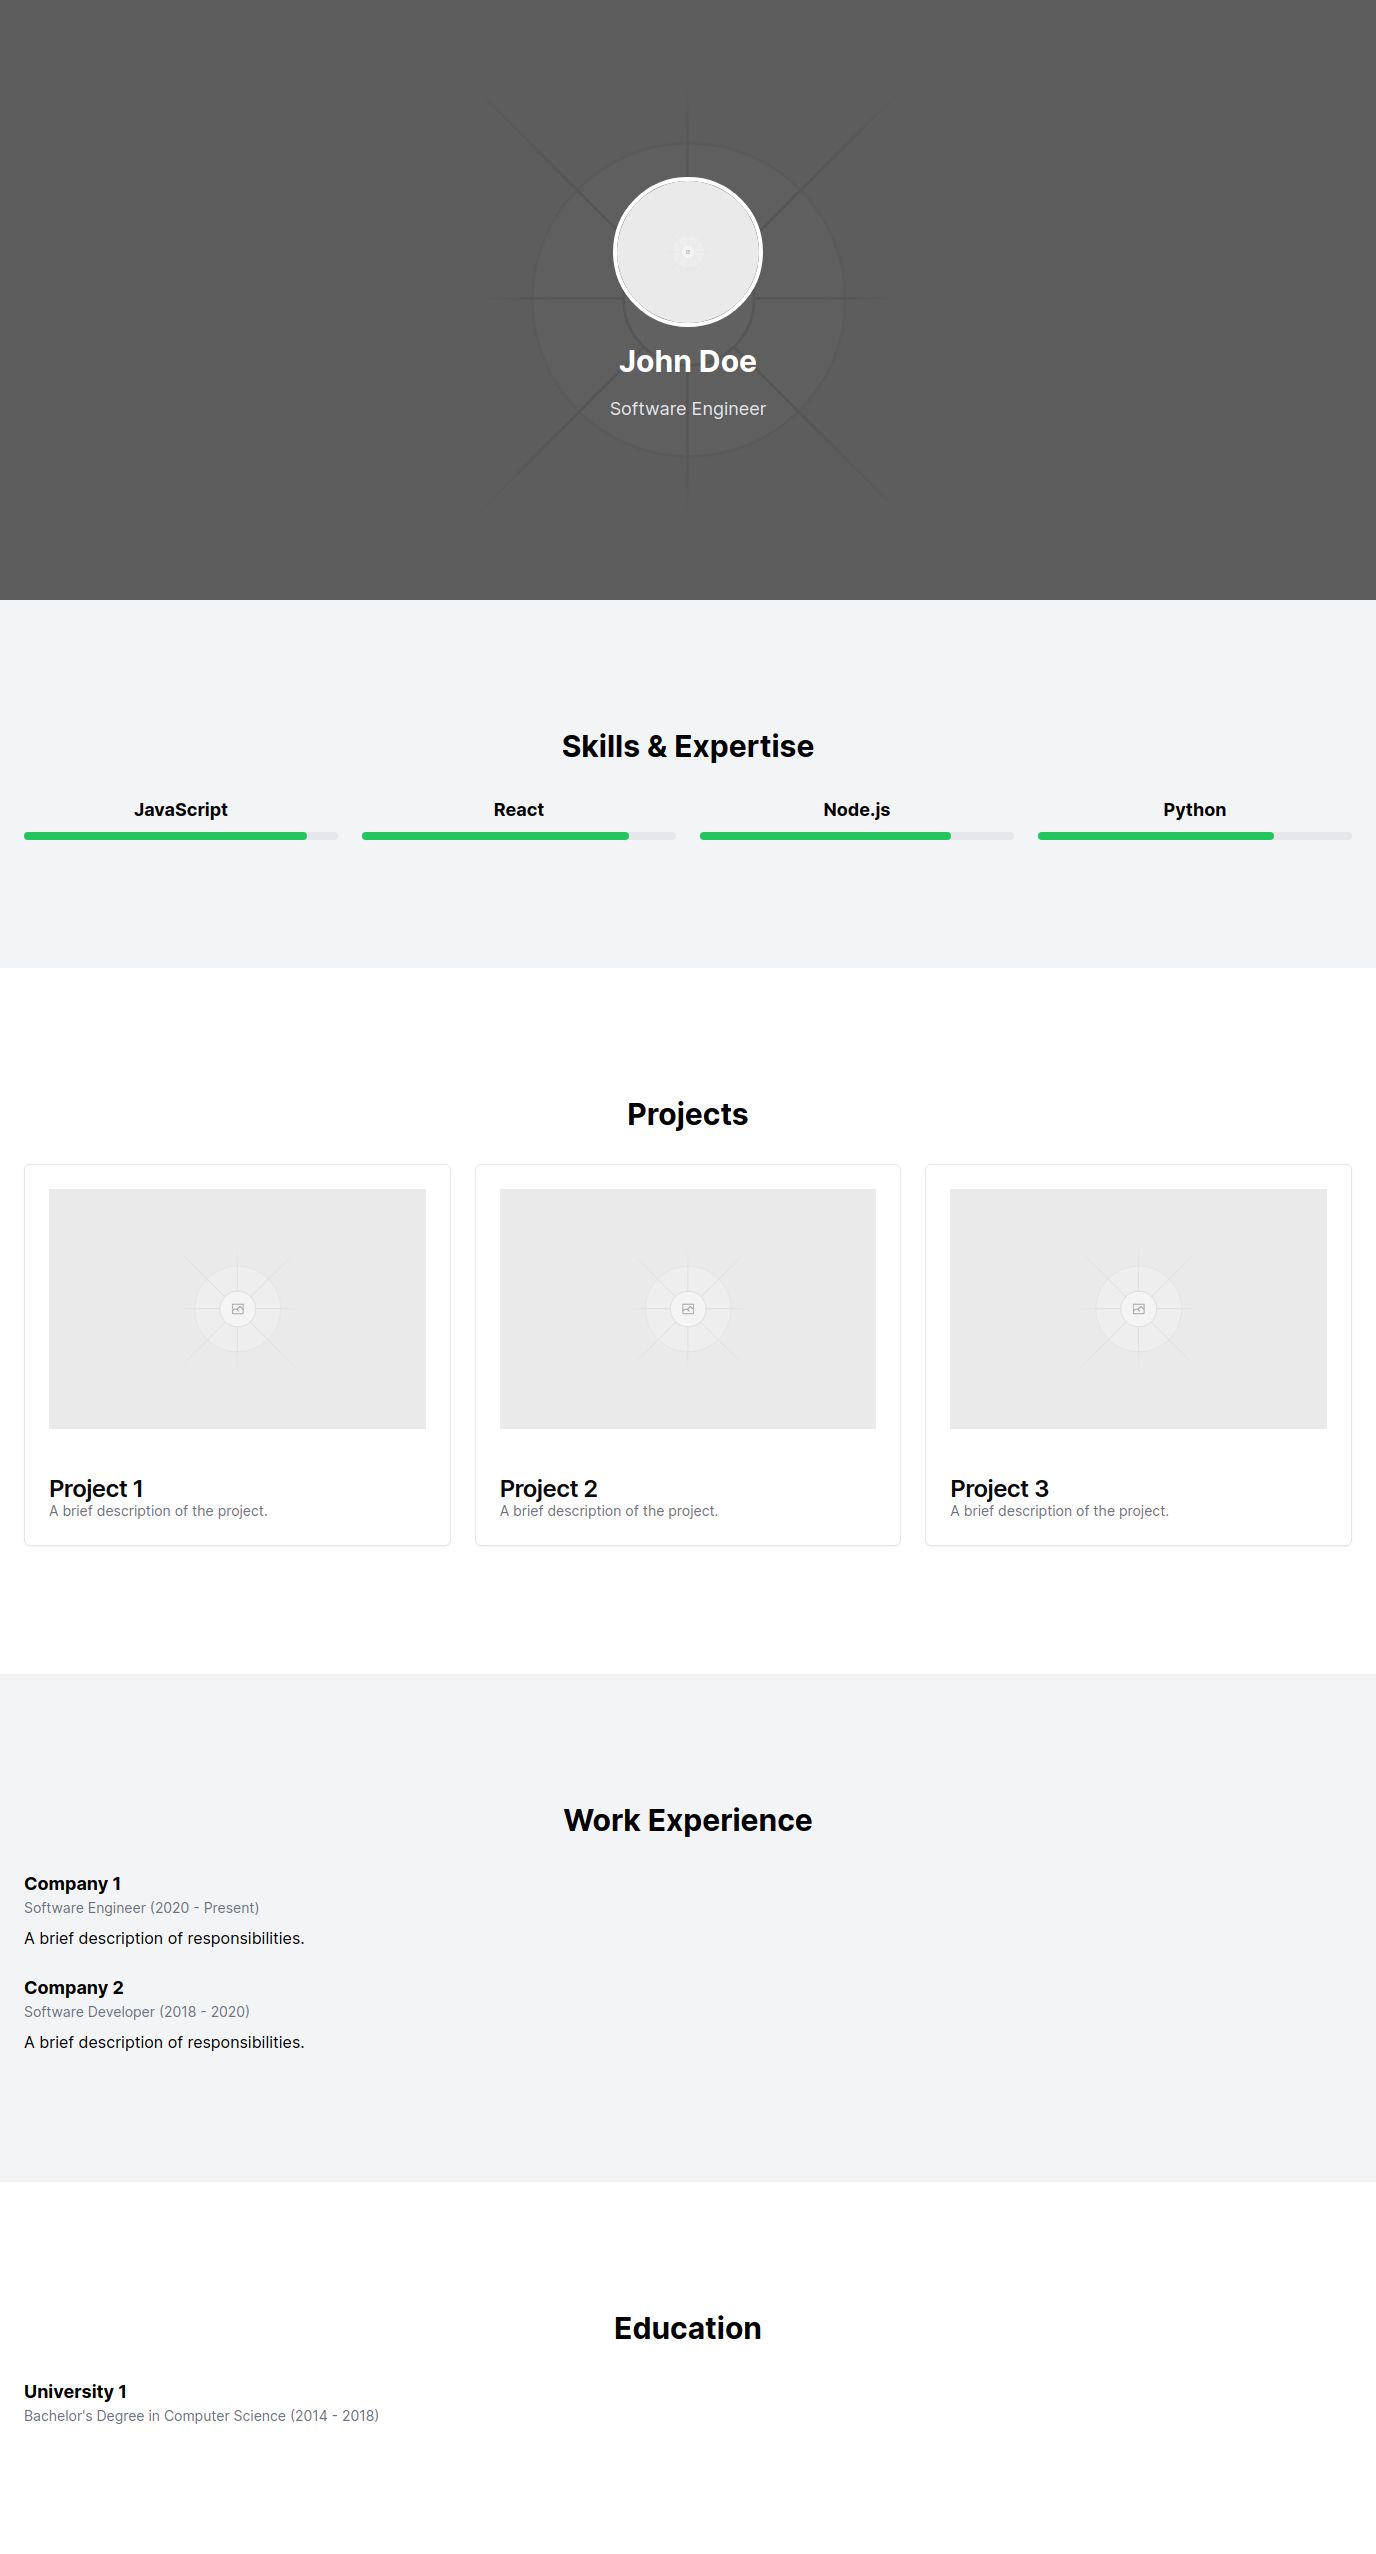 John Doe
Software Engineer
Skills & Expertise
JavaScript
React
Node.js
Python
Projects
Project 1
A brief description of the project.
Project 2
A brief description of the project.
Project 3
A brief description of the project.
Work Experience
Company 1
Software Engineer (2020 - Present)
A brief description of responsibilities.
Company 2
Software Developer (2018 - 2020)
A brief description of responsibilities.
Education
University 1
Bachelor's Degree in Computer Science (2014 - 2018)